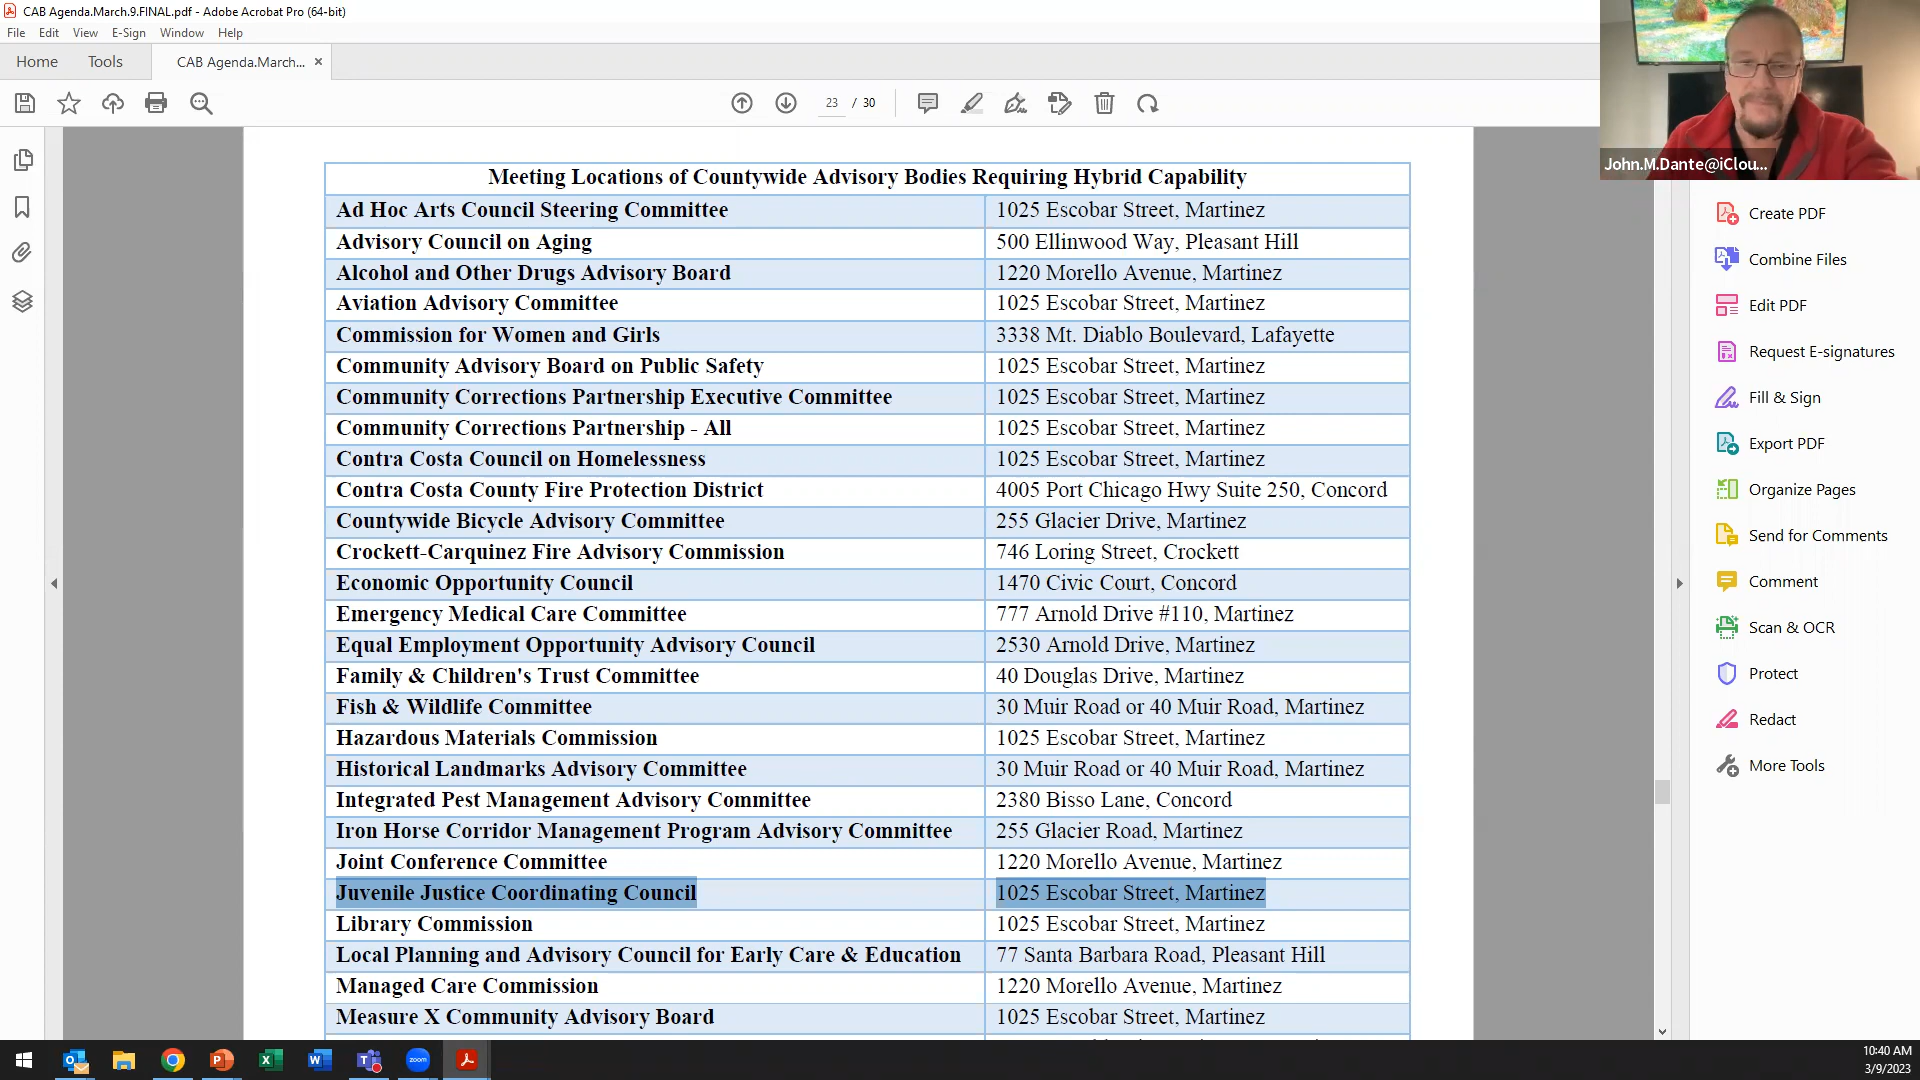 CAB Agenda.March.9.FINAL.pdf - Adobe Acrobat Pro (64-bit)
File Edit View E-Sign Window Help
Home Tools CAB Agenda.March... ×
23 / 30
John.M.Dante@iClou...
Meeting Locations of Countywide Advisory Bodies Requiring Hybrid Capability
Ad Hoc Arts Council Steering Committee 1025 Escobar Street, Martinez
Advisory Council on Aging 500 Ellinwood Way, Pleasant Hill
Alcohol and Other Drugs Advisory Board 1220 Morello Avenue, Martinez
Aviation Advisory Committee 1025 Escobar Street, Martinez
Commission for Women and Girls 3338 Mt. Diablo Boulevard, Lafayette
Community Advisory Board on Public Safety 1025 Escobar Street, Martinez
Community Corrections Partnership Executive Committee 1025 Escobar Street, Martinez
Community Corrections Partnership - All 1025 Escobar Street, Martinez
Contra Costa Council on Homelessness 1025 Escobar Street, Martinez
Contra Costa County Fire Protection District 4005 Port Chicago Hwy Suite 250, Concord
Countywide Bicycle Advisory Committee 255 Glacier Drive, Martinez
Crockett-Carquinez Fire Advisory Commission 746 Loring Street, Crockett
Economic Opportunity Council 1470 Civic Court, Concord
Emergency Medical Care Committee 777 Arnold Drive #110, Martinez
Equal Employment Opportunity Advisory Council 2530 Arnold Drive, Martinez
Family & Children's Trust Committee 40 Douglas Drive, Martinez
Fish & Wildlife Committee 30 Muir Road or 40 Muir Road, Martinez
Hazardous Materials Commission 1025 Escobar Street, Martinez
Historical Landmarks Advisory Committee 30 Muir Road or 40 Muir Road, Martinez
Integrated Pest Management Advisory Committee 2380 Bisso Lane, Concord
Iron Horse Corridor Management Program Advisory Committee 255 Glacier Road, Martinez
Joint Conference Committee 1220 Morello Avenue, Martinez
Juvenile Justice Coordinating Council 1025 Escobar Street, Martinez
Library Commission 1025 Escobar Street, Martinez
Local Planning and Advisory Council for Early Care & Education 77 Santa Barbara Road, Pleasant Hill
Managed Care Commission 1220 Morello Avenue, Martinez
Measure X Community Advisory Board 1025 Escobar Street, Martinez
Create PDF
Combine Files
Edit PDF
Request E-signatures
Fill & Sign
Export PDF
Organize Pages
Send for Comments
Comment
Scan & OCR
Protect
Redact
More Tools
zoom
10:40 AM
3/9/2023